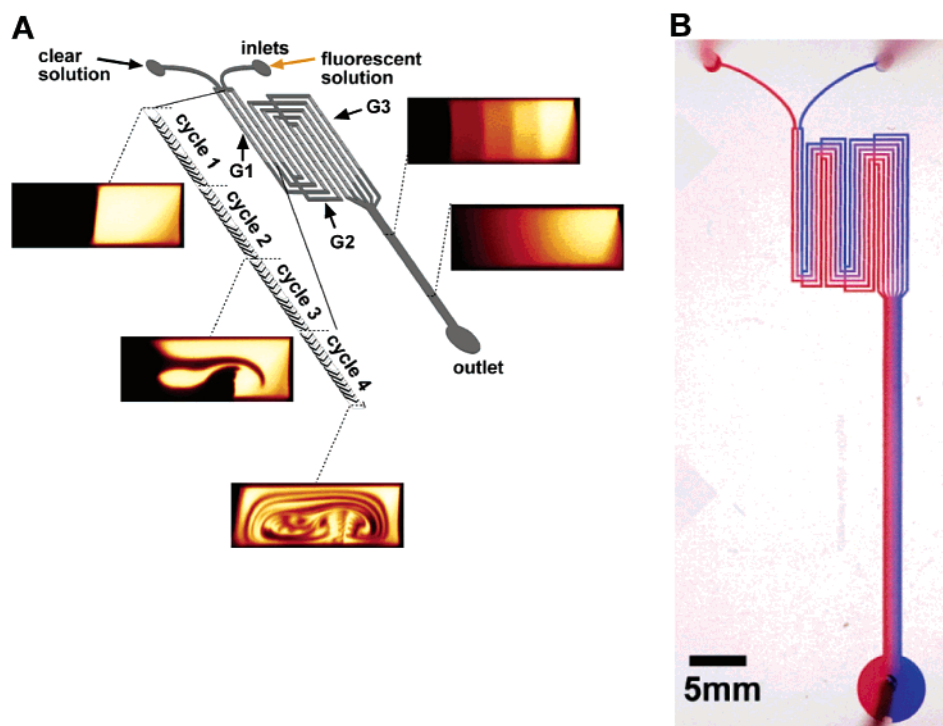 A
clear
solution
inlets
fluorescent
solution
G3
G1
G2
cycle 1
cycle 2
cycle 3
cycle 4
outlet
B
5mm